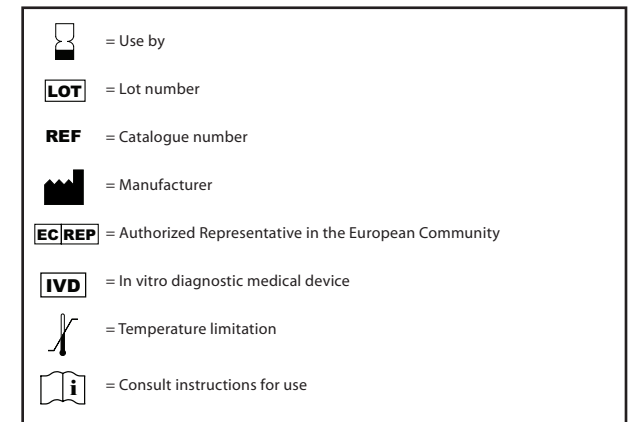 = Use by
LOT = Lot number
REF = Catalogue number
= Manufacturer
EC REP = Authorized Representative in the European Community
IVD = In vitro diagnostic medical device
= Temperature limitation
i = Consult instructions for use